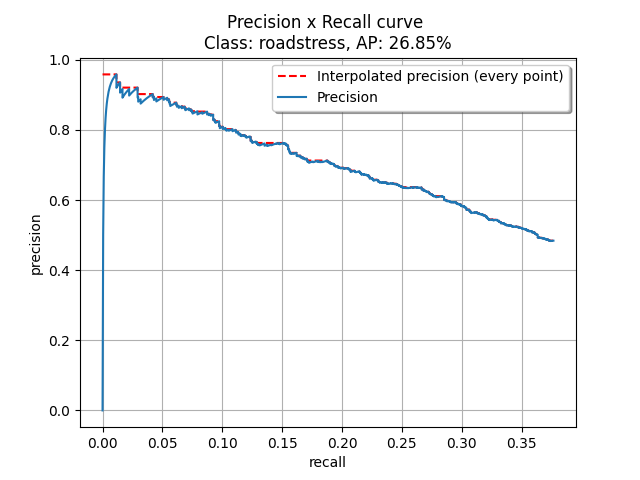 Precision x Recall curve
Class: roadstress, AP: 26.85%
Interpolated precision (every point)
Precision
1.0
0.8
0.6
0.4
0.2
0.0
precision
0.00 0.05 0.10 0.15 0.20 0.25 0.30 0.35
recall